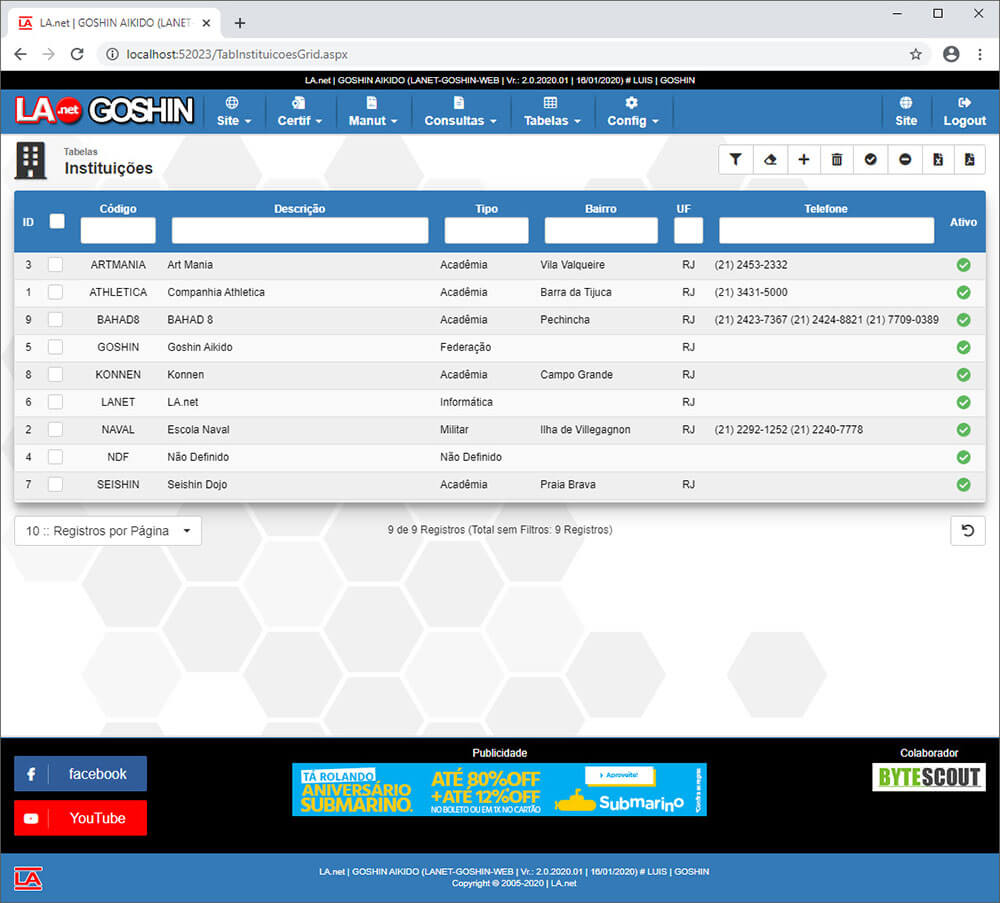 LA.net | GOSHIN AIKIDO (LANET-
localhost:52023/TabInstituicoesGrid.aspx
LA.net | GOSHIN AIKIDO (LANET-GOSHIN-WEB | Vr.: 2.0.2020.01 | 16/01/2020) # LUIS | GOSHIN
LA.net GOSHIN
Site Certif Manut Consultas Tabelas Config Site Logout
Tabelas
Instituições
ID Código Descrição Tipo Bairro UF Telefone Ativo
3 ARTMANIA Art Mania Acadêmia Vila Valqueire RJ (21) 2453-2332
1 ATHLETICA Companhia Athletica Acadêmia Barra da Tijuca RJ (21) 3431-5000
9 BAHAD8 BAHAD 8 Acadêmia Pechincha RJ (21) 2423-7367 (21) 2424-8821 (21) 7709-0389
5 GOSHIN Goshin Aikido Federação RJ
8 KONNEN Konnen Acadêmia Campo Grande RJ
6 LANET LA.net Informática RJ
2 NAVAL Escola Naval Militar Ilha de Villegagnon RJ (21) 2292-1252 (21) 2240-7778
4 NDF Não Definido Não Definido
7 SEISHIN Seishin Dojo Acadêmia Praia Brava RJ
10 :: Registros por Página 9 de 9 Registros (Total sem Filtros: 9 Registros)
Publicidade
Colaborador
facebook
YouTube
TÁ ROLANDO
ANIVERSÁRIO
SUBMARINO.
ATÉ 80%OFF
+ATÉ 12%OFF
NO BOLETO OU EM 1X NO CARTÃO
Aproveite!
Submarino
BYTESCOUT
LA
LA.net | GOSHIN AIKIDO (LANET-GOSHIN-WEB | Vr.: 2.0.2020.01 | 16/01/2020) # LUIS | GOSHIN
Copyright © 2005-2020 | LA.net